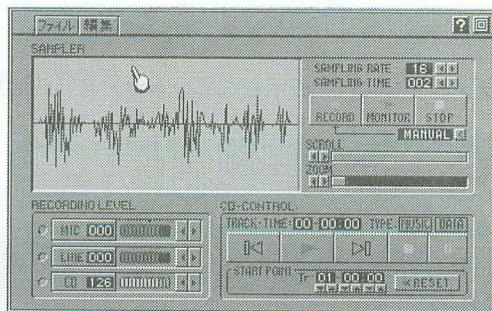 ファイル 編集 ?
SAMPLER
SAMPLING RATE 16
SAMPLING TIME 002
RECORD MONITOR STOP
MANUAL
SCROLL
ZOOM
RECORDING LEVEL
MIC 000
LINE 000
CD 126
CD-CONTROL
TRACK-TIME 00-00:00 TYPE MUSIC DATA
START POINT
Tr 01 00:00 <<RESET